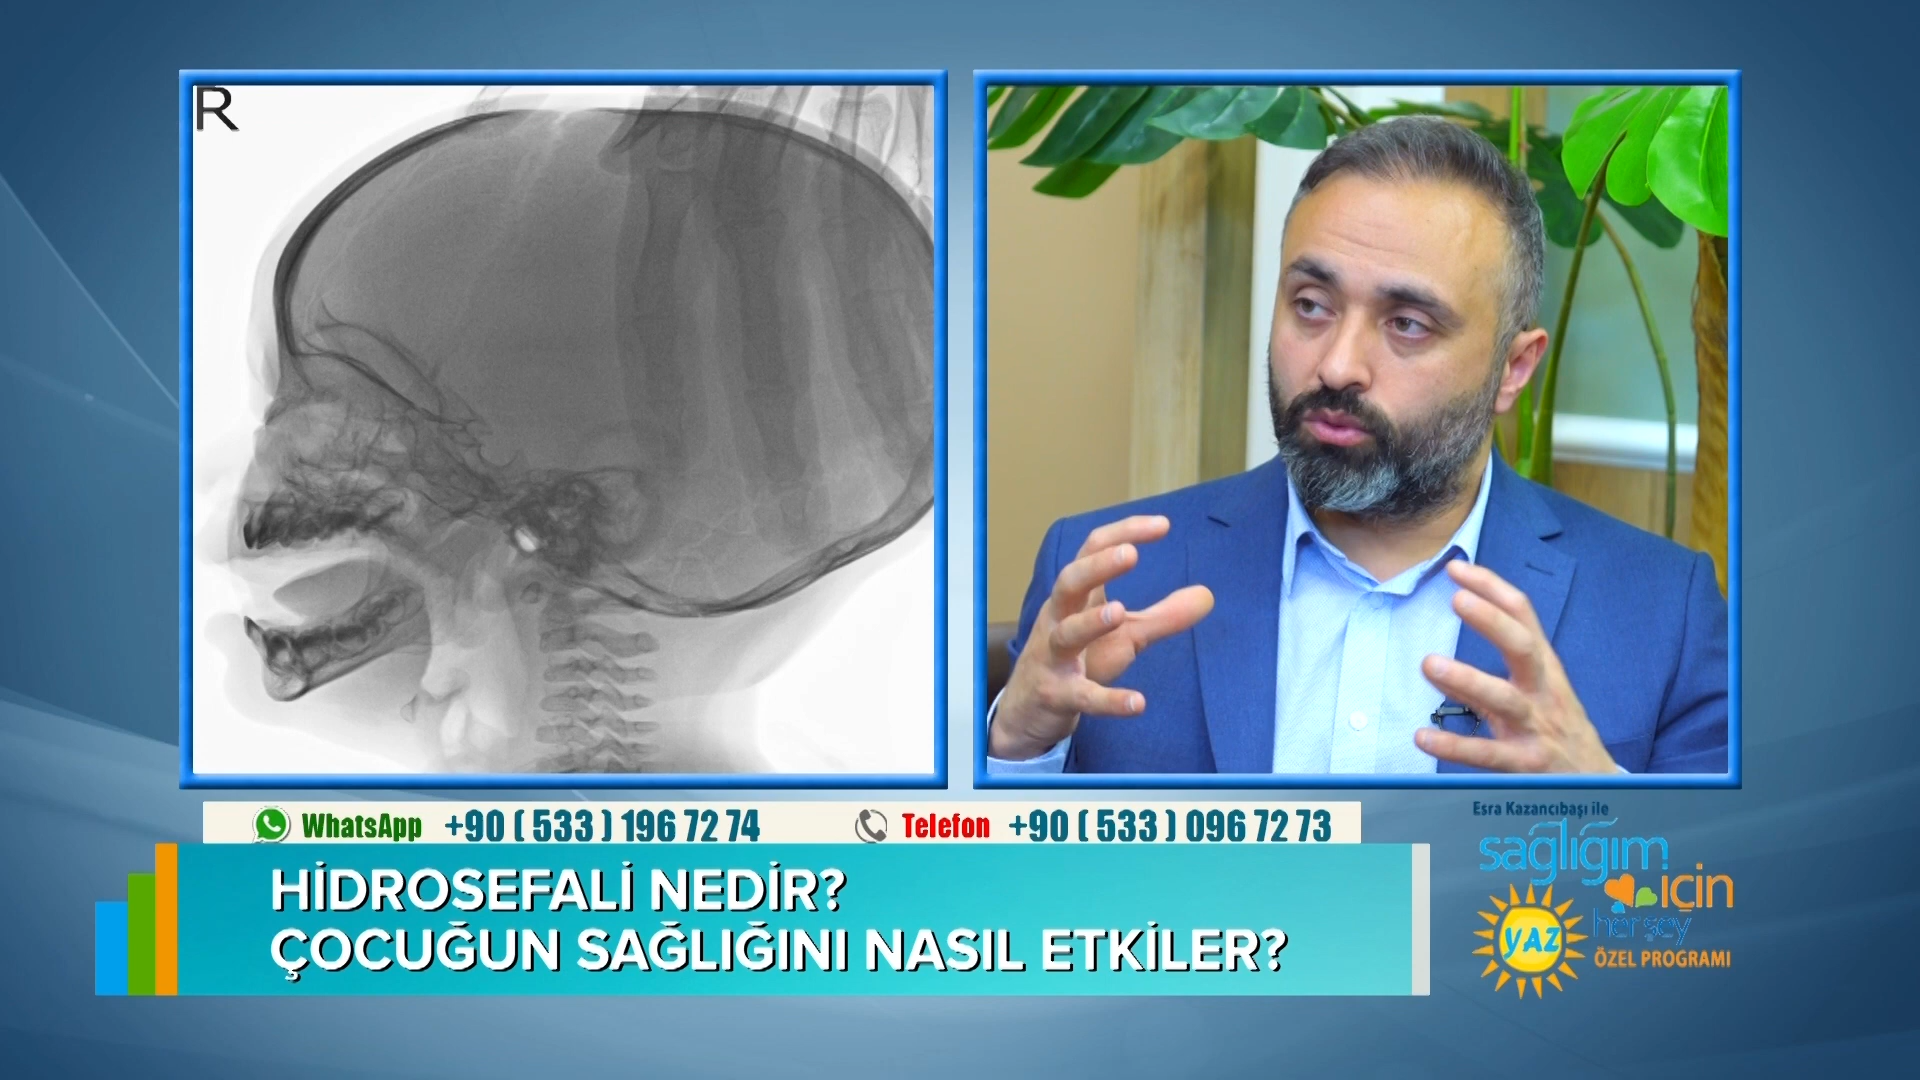 R
WhatsApp +90 ( 533 ) 196 72 74 Telefon +90 ( 533 ) 096 72 73
HİDROSEFALİ NEDİR?
ÇOCUĞUN SAĞLIĞINI NASIL ETKİLER?
Esra Kazancıbaşı ile
sağlığım
için
herşey
YAZ
ÖZEL PROGRAMI